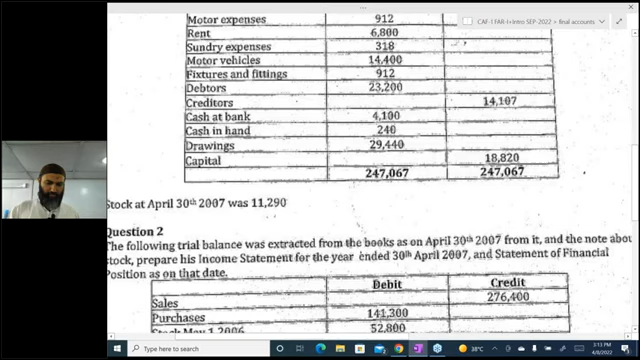 CAF-I FAR-I+Intro SEP-2022 > final accounts
Motor expenses 912
Rent 6,800
Sundry expenses 318
Motor vehicles 14,400
Fixtures and fittings 912
Debtors 23,200
Creditors 14,107
Cash at bank 4,100
Cash in hand 240
Drawings 29,440
Capital 18,820
247,067 247,067
Stock at April 30th 2007 was 11,290
Question 2
The following trial balance was extracted from the books as on April 30th 2007 from it, and the note abou
stock, prepare his Income Statement for the year ended 30th April 2007, and Statement of Financial
Position as on that date.
Debit Credit
Sales 276,400
Purchases 141,300
Stock May 1 2006 52,800
Type here to search
38°C
3:13 PM
4/8/2022